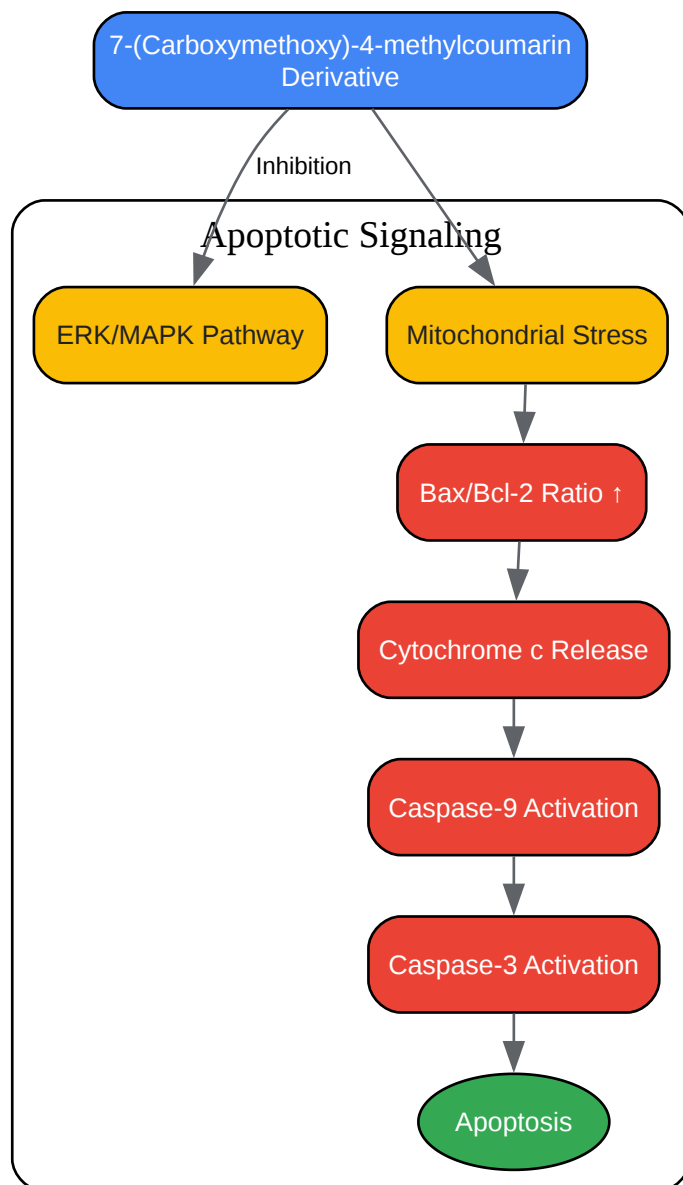 7-(Carboxymethoxy)-4-methylcoumarin
Derivative
Inhibition
Apoptotic Signaling
ERK/MAPK Pathway
Mitochondrial Stress
Bax/Bcl-2 Ratio ↑
Cytochrome c Release
Caspase-9 Activation
Caspase-3 Activation
Apoptosis